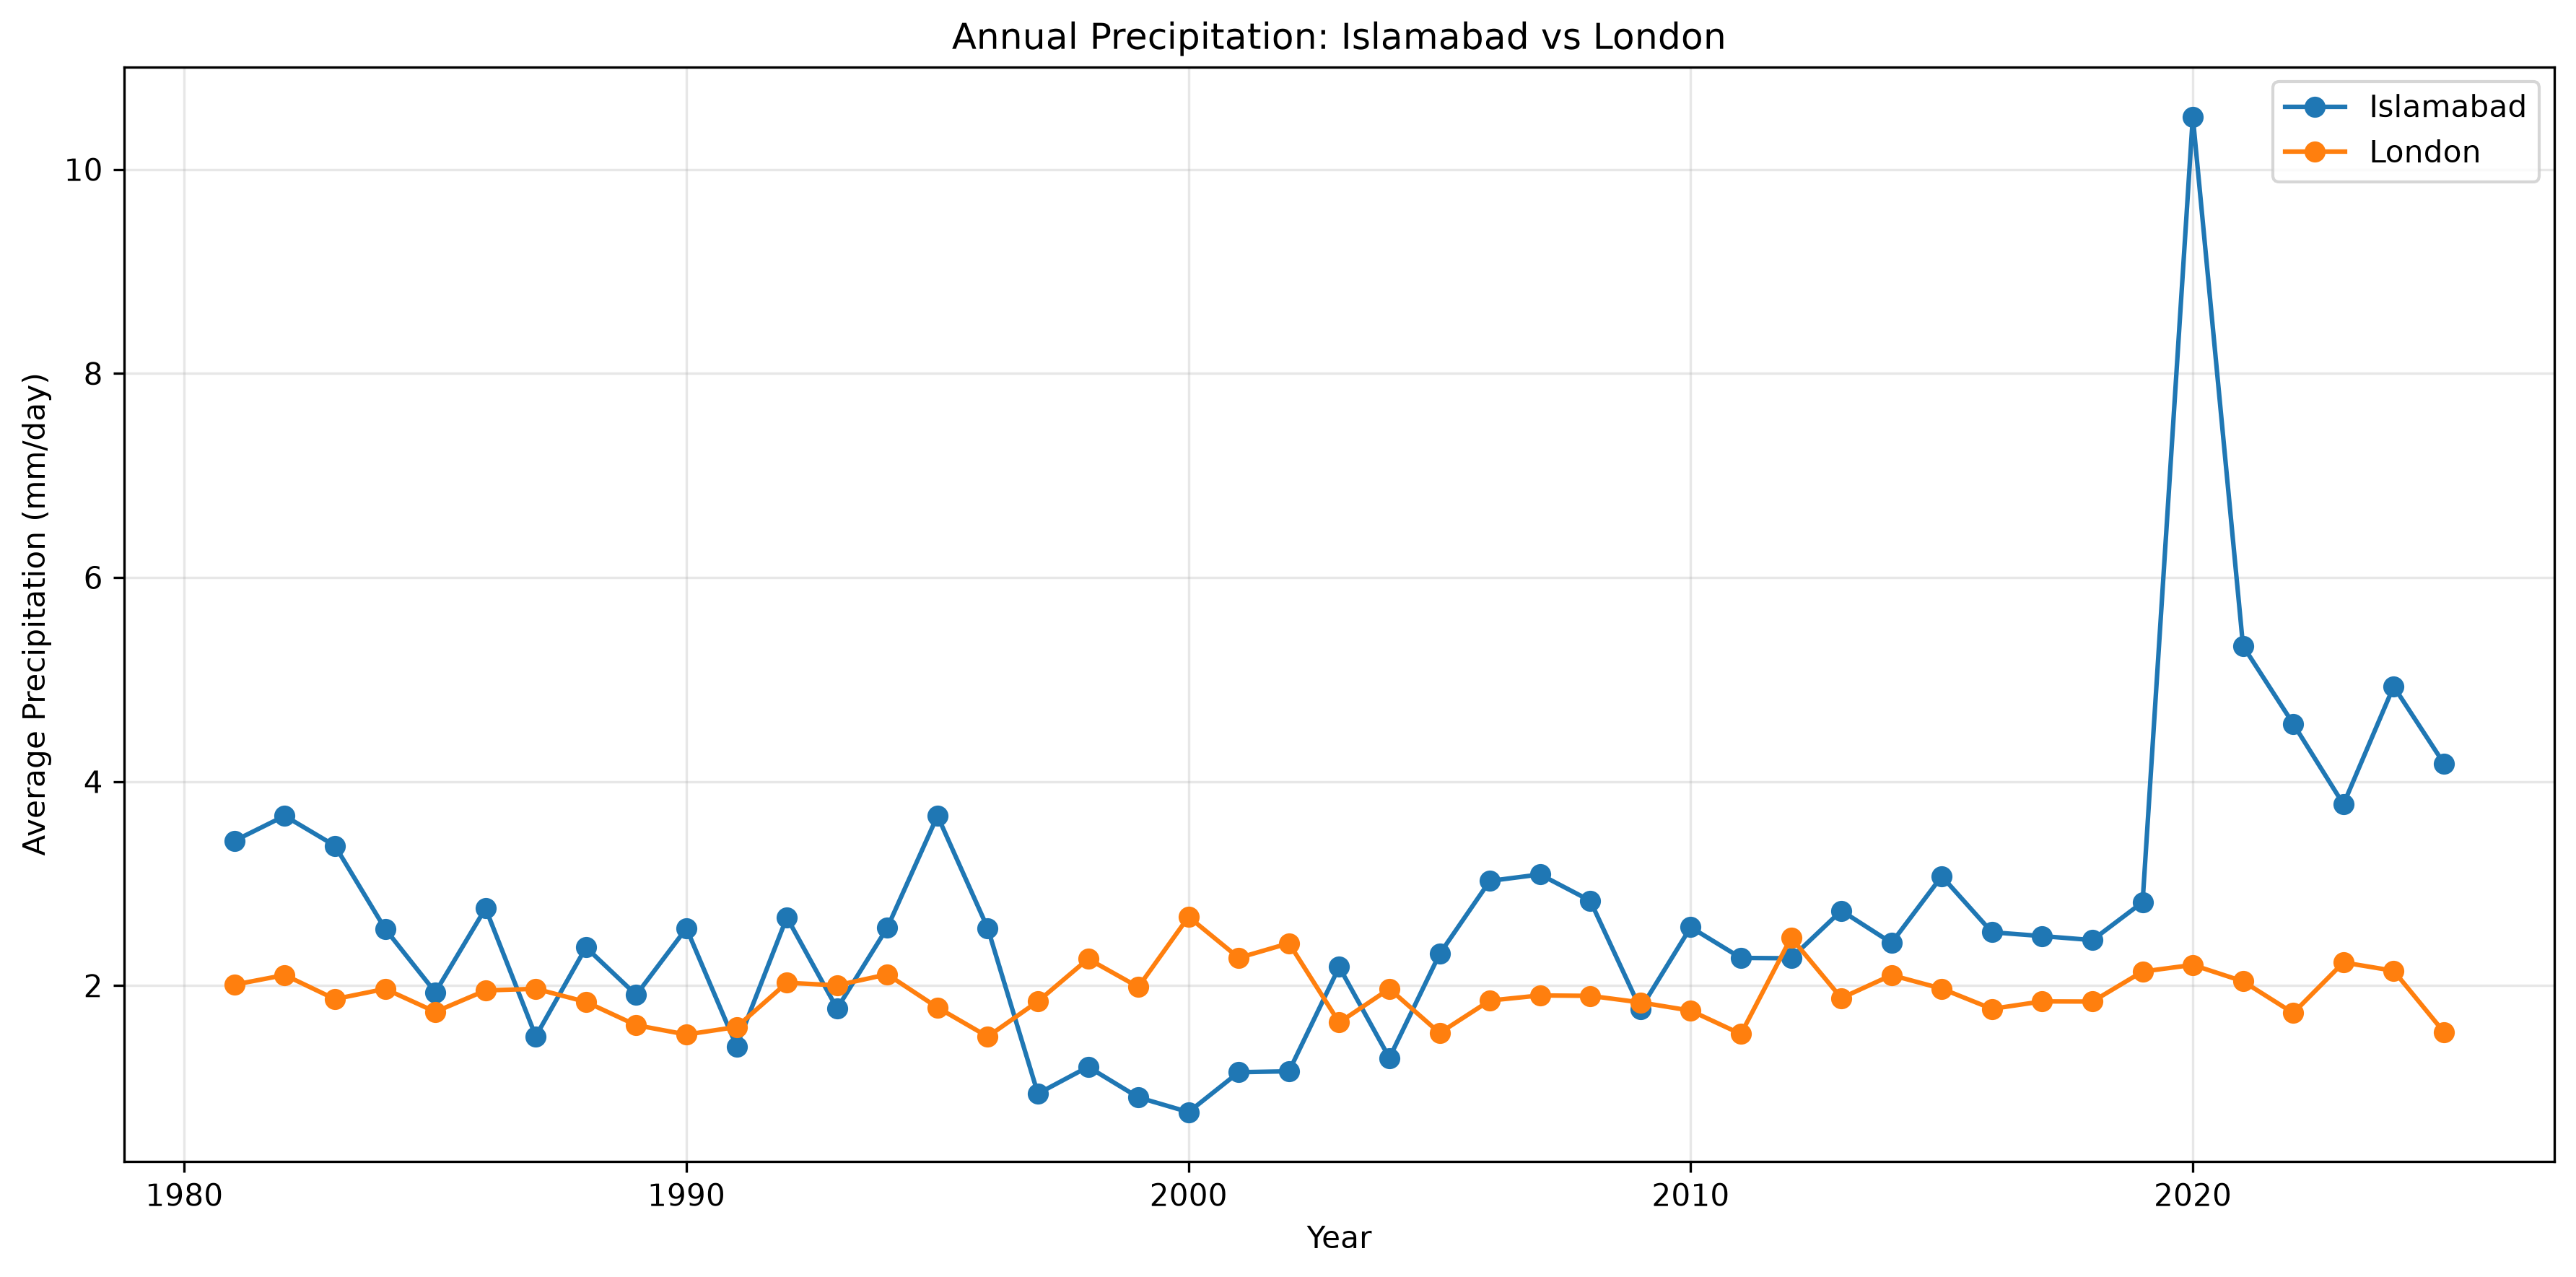 Annual Precipitation: Islamabad vs London
Islamabad
London
Average Precipitation (mm/day)
10
8
6
4
2
1980
1990
2000
2010
2020
Year